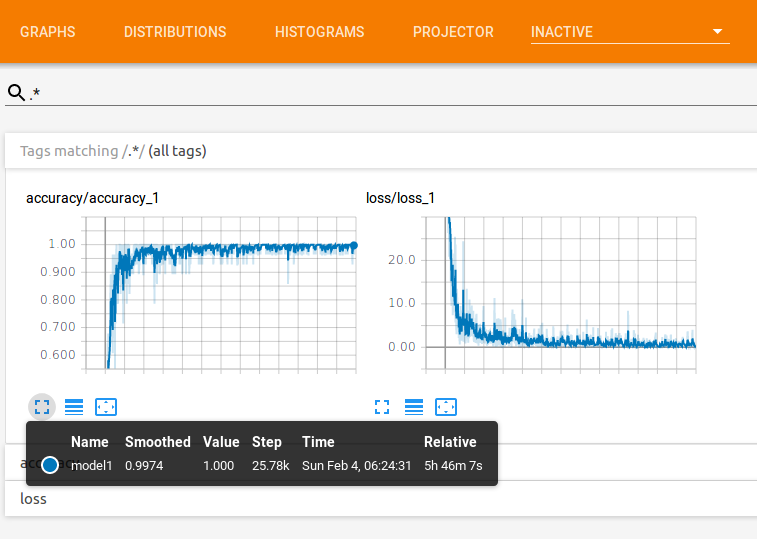 GRAPHS DISTRIBUTIONS HISTOGRAMS PROJECTOR INACTIVE
.*
Tags matching /.*/ (all tags)
accuracy/accuracy_1 loss/loss_1
1.00
0.900
0.800
0.700
0.600
20.0
10.0
0.00
Name Smoothed Value Step Time Relative
model1 0.9974 1.000 25.78k Sun Feb 4, 06:24:31 5h 46m 7s
accuracy
loss